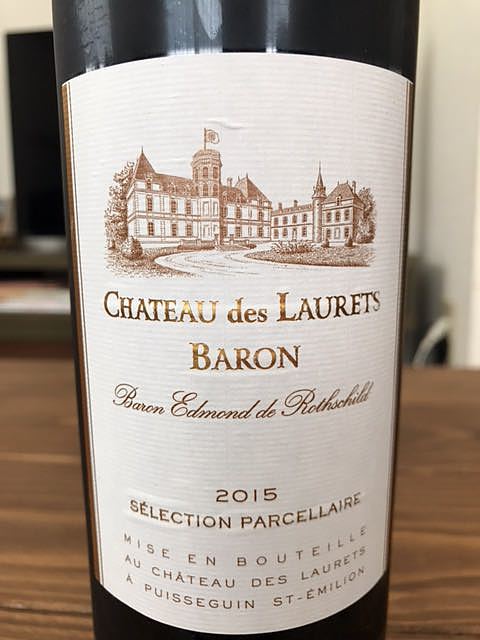 CHATEAU des LAURETS
BARON
Baron Edmond de Rothschild
2015
SÉLECTION PARCELLAIRE
MISE EN BOUTEILLE
AU CHÂTEAU DES LAURETS
À PUISSEGUIN ST-ÉMILION